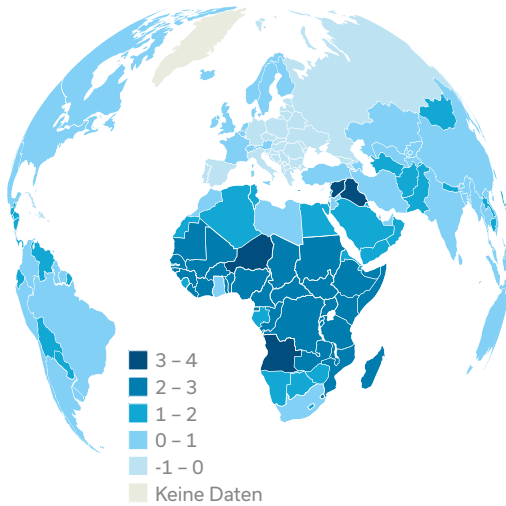 3 – 4
2 – 3
1 – 2
0 – 1
-1 – 0
Keine Daten